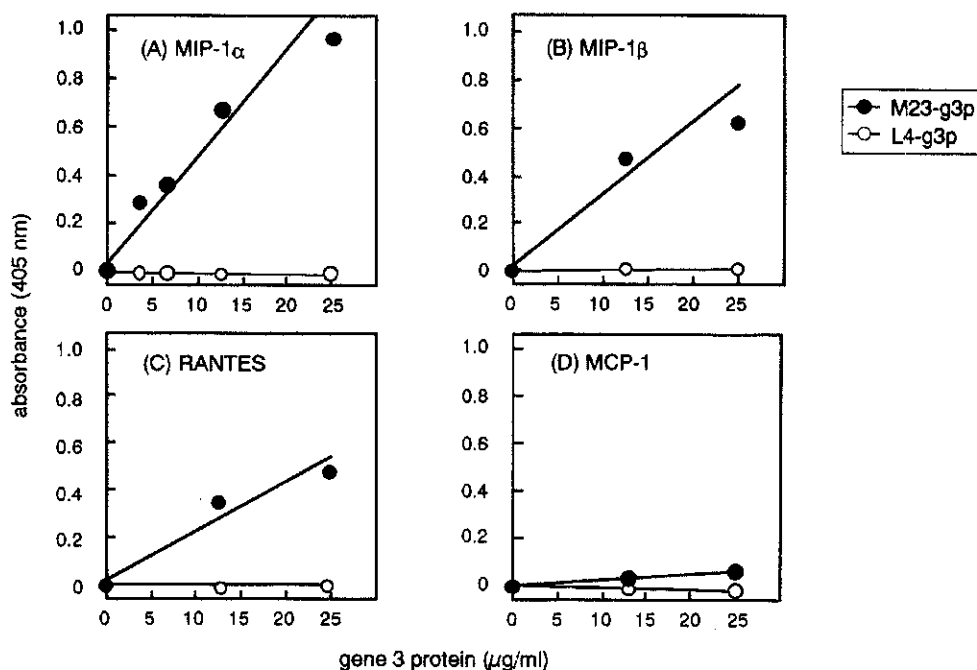 absorbance (405 nm)
(A) MIP-1α
1.0
0.8
0.6
0.4
0.2
0
0 5 10 15 20 25
(B) MIP-1β
1.0
0.8
0.6
0.4
0.2
0
0 5 10 15 20 25
M23-g3p
L4-g3p
(C) RANTES
1.0
0.8
0.6
0.4
0.2
0
0 5 10 15 20 25
(D) MCP-1
1.0
0.8
0.6
0.4
0.2
0
0 5 10 15 20 25
gene 3 protein (µg/ml)